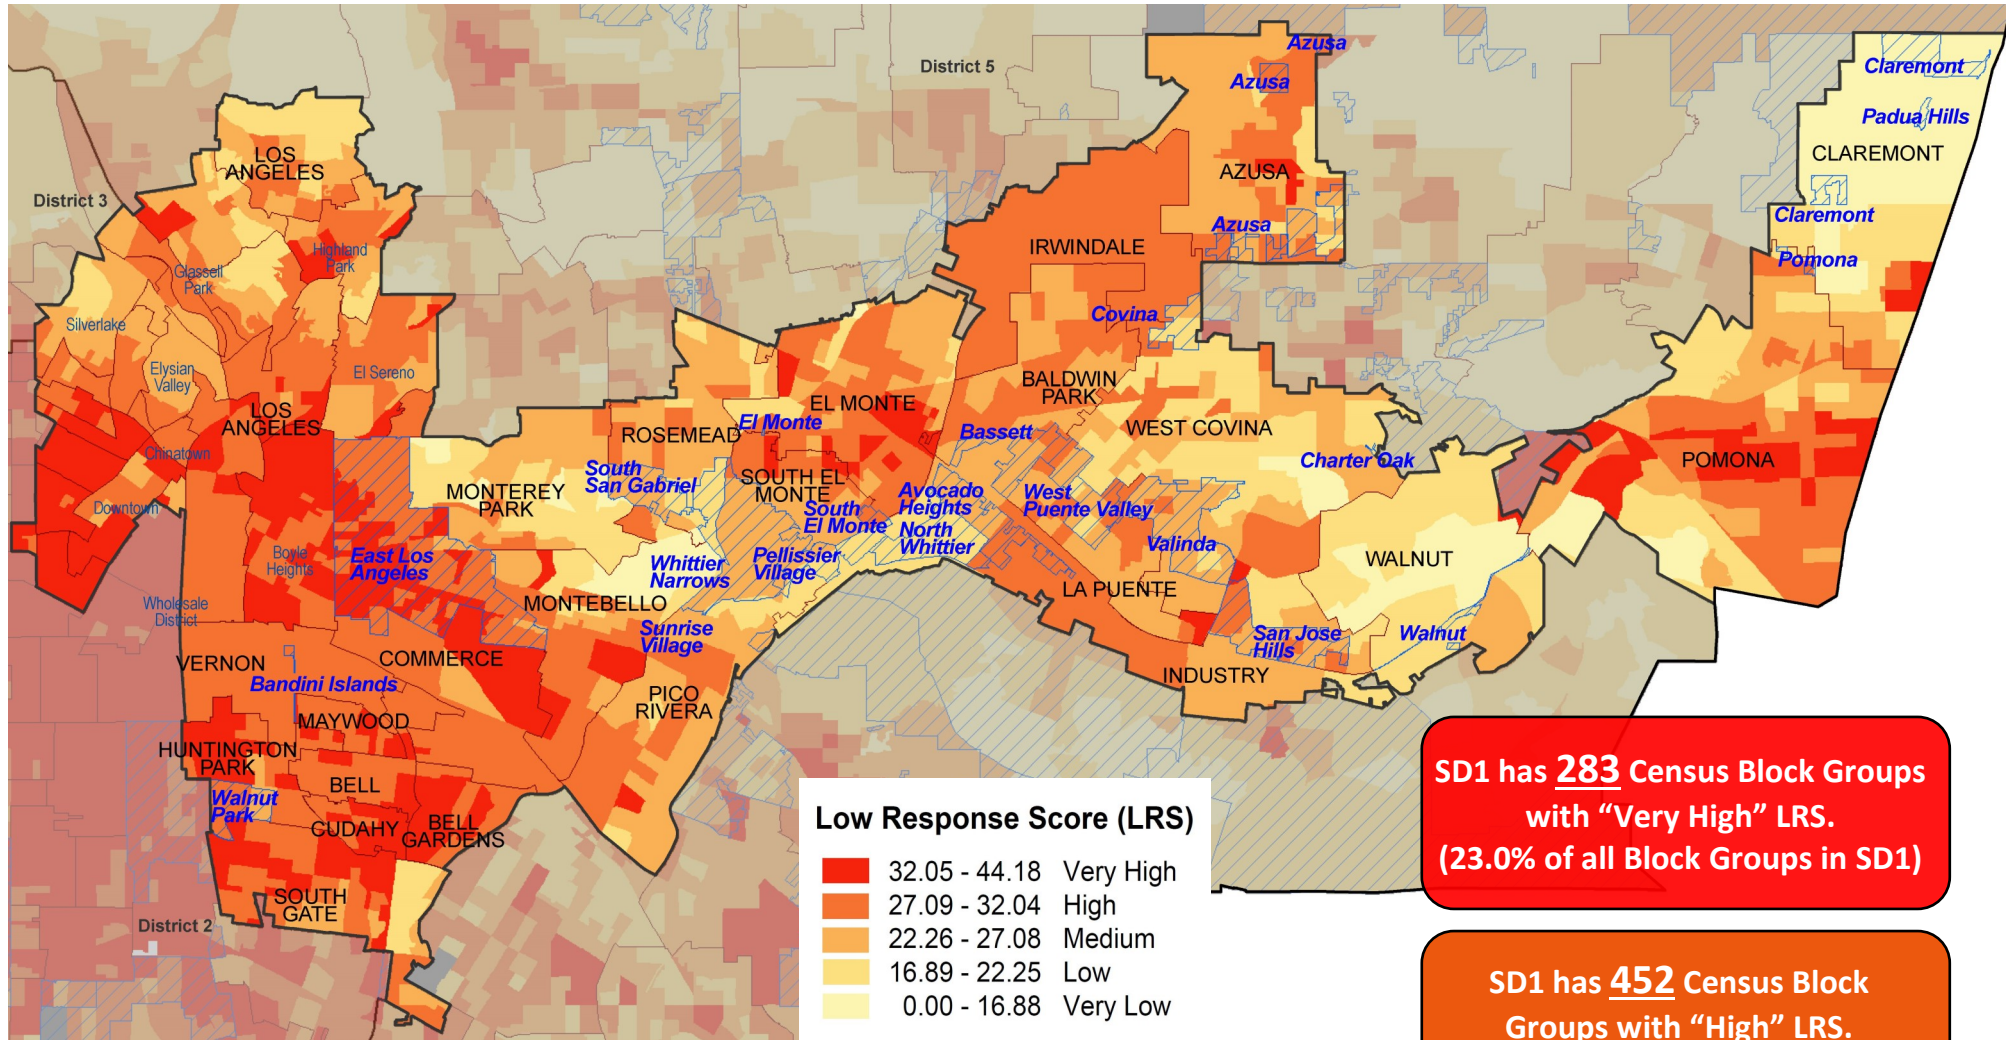 District 5
Azusa
Azusa
Claremont
Padua Hills
CLAREMONT
LOS
ANGELES
AZUSA
District 3
Claremont
Azusa
Highland
Park
IRWINDALE
Pomona
Glassell
Park
Covina
Silverlake
Elysian
Valley
El Sereno
BALDWIN
PARK
EL MONTE
LOS
ANGELES
El Monte
ROSEMEAD
Bassett
WEST COVINA
Chinatown
Charter Oak
POMONA
South
San Gabriel
SOUTH EL
MONTE
MONTEREY
PARK
Avocado
Heights
West
Puente Valley
Downtown
South
El Monte
North
Whittier
Valinda
Boyle
Heights
East Los
Angeles
Whittier
Narrows
Pellissier
Village
WALNUT
LA PUENTE
MONTEBELLO
Wholesale
District
Sunrise
Village
San Jose
Hills
Walnut
VERNON
COMMERCE
INDUSTRY
Bandini Islands
PICO
RIVERA
MAYWOOD
HUNTINGTON
PARK
BELL
Walnut
Park
CUDAHY
BELL
GARDENS
SOUTH
GATE
District 2
Low Response Score (LRS)
32.05 - 44.18 Very High
27.09 - 32.04 High
22.26 - 27.08 Medium
16.89 - 22.25 Low
0.00 - 16.88 Very Low
SD1 has 283 Census Block Groups
with “Very High” LRS.
(23.0% of all Block Groups in SD1)
SD1 has 452 Census Block
Groups with “High” LRS.